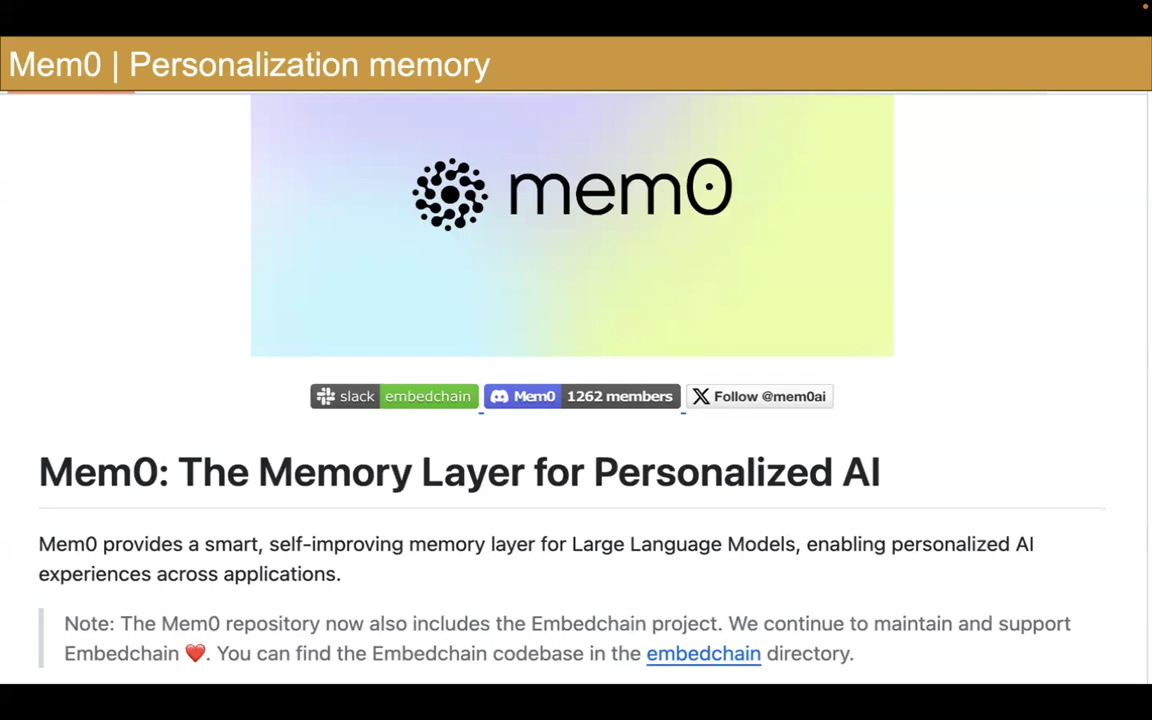 Mem0 | Personalization memory
mem0
slack embedchain Mem0 1262 members Follow @mem0ai
Mem0: The Memory Layer for Personalized AI
Mem0 provides a smart, self-improving memory layer for Large Language Models, enabling personalized AI
experiences across applications.
Note: The Mem0 repository now also includes the Embedchain project. We continue to maintain and support
Embedchain ❤️. You can find the Embedchain codebase in the embedchain directory.